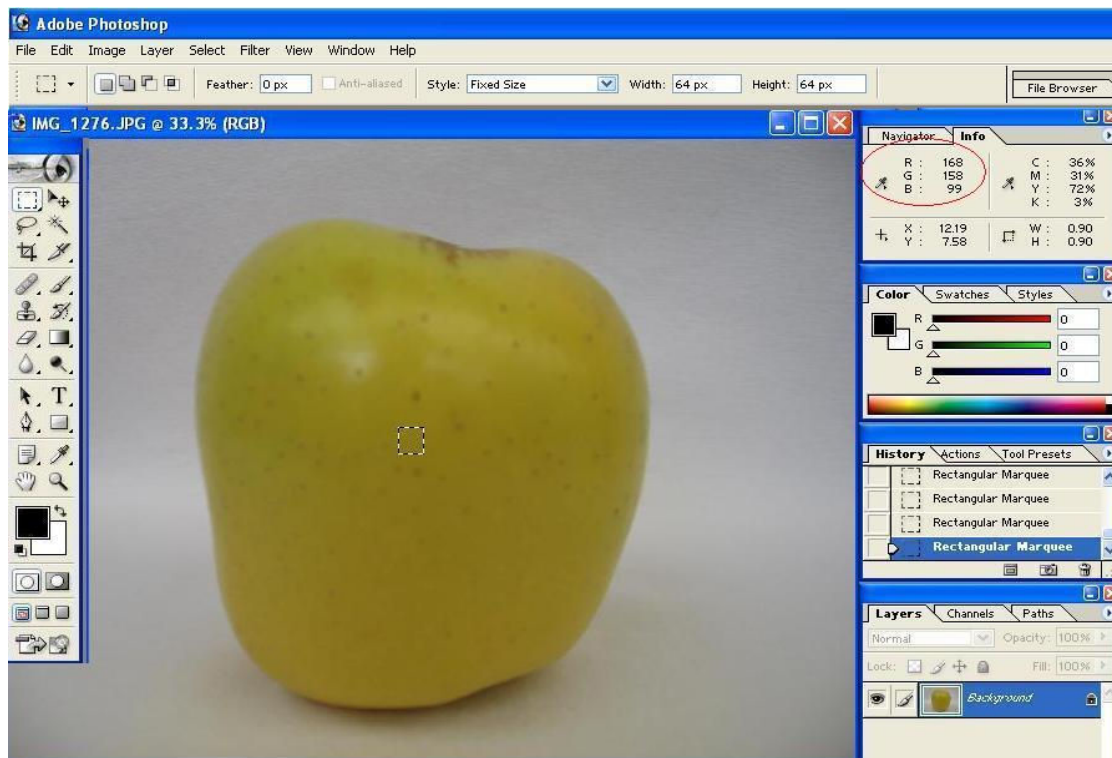 Adobe Photoshop
File Edit Image Layer Select Filter View Window Help
Feather: 0 px Anti-aliased Style: Fixed Size Width: 64 px Height: 64 px File Browser
IMG_1276.JPG @ 33.3% (RGB)
Navigator Info
R : 168 C : 36%
G : 158 M : 31%
B : 99 Y : 72%
K : 3%
X : 12.19 W : 0.90
Y : 7.58 H : 0.90
Color Swatches Styles
R 0
G 0
B 0
T
History Actions Tool Presets
Rectangular Marquee
Rectangular Marquee
Rectangular Marquee
Rectangular Marquee
Layers Channels Paths
Normal Opacity: 100%
Lock: Fill: 100%
Background